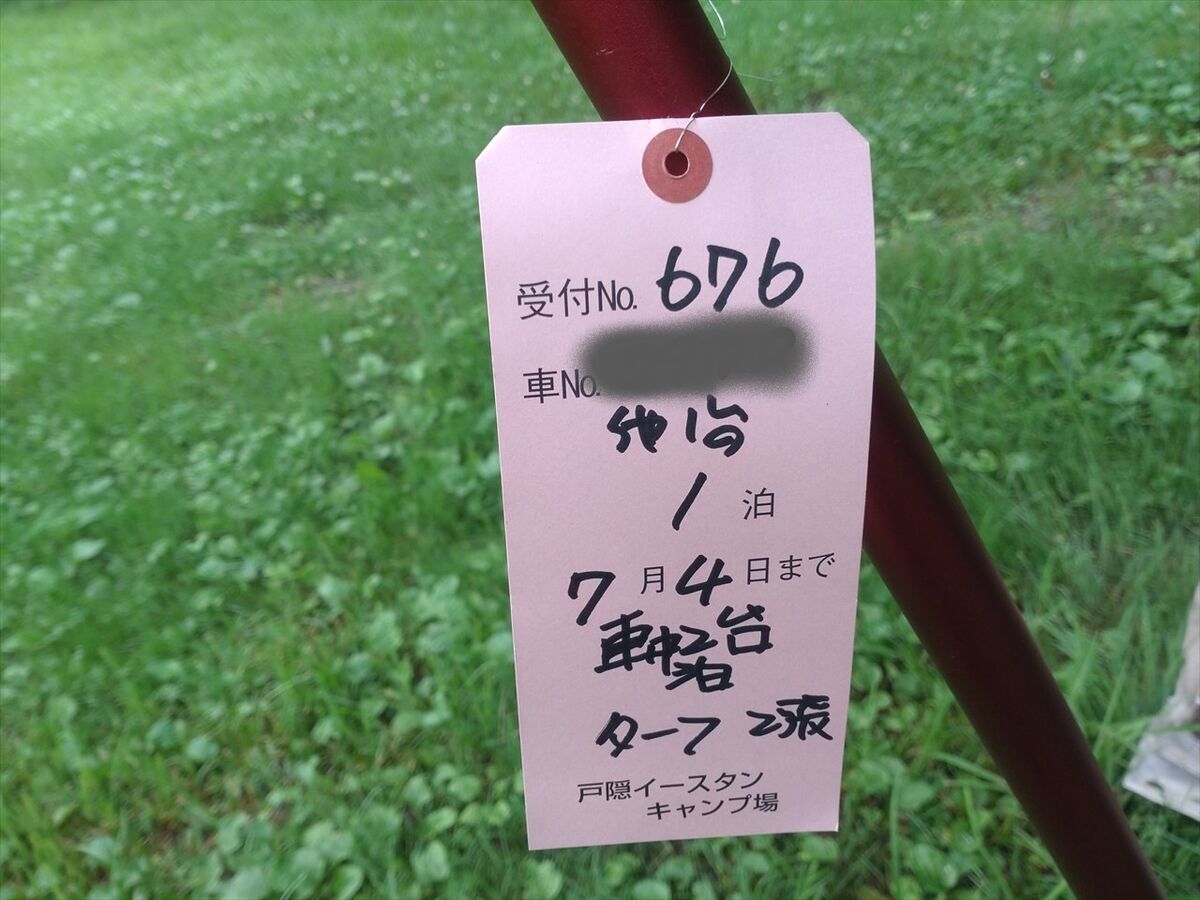 受付No. 676
車No.
他1台
1 泊
7月4日まで
車中2台
泊
ターフ 2張
戸隠イースタン
キャンプ場